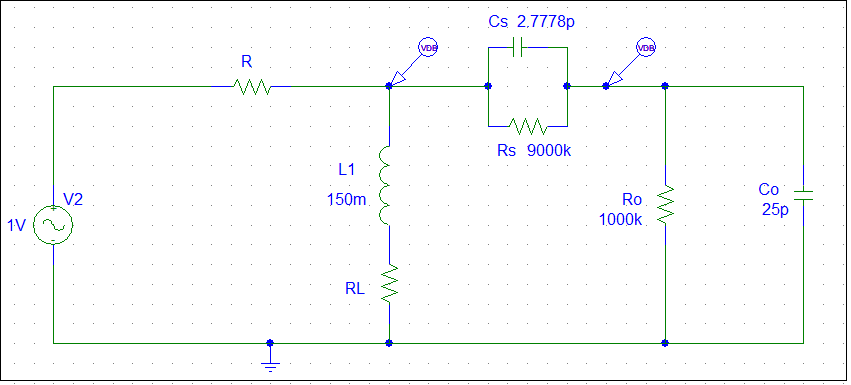 Cs 2.7778p
VDB
VDB
R
Rs 9000k
L1
150m
V2
1V
Ro
1000k
Co
25p
RL